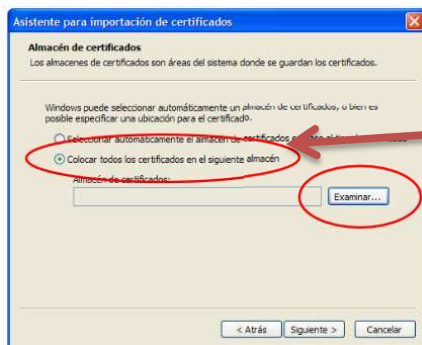 Asistente para importación de certificados
Almacén de certificados
Los almacenes de certificados son áreas del sistema donde se guardan los certificados.
Windows puede seleccionar automáticamente un almacén de certificados, o bien es
posible especificar una ubicación para el certificado.
Seleccionar automáticamente el almacén de certificados
Colocar todos los certificados en el siguiente almacén
Almacén de certificados:
Examinar...
< Atrás Siguiente > Cancelar